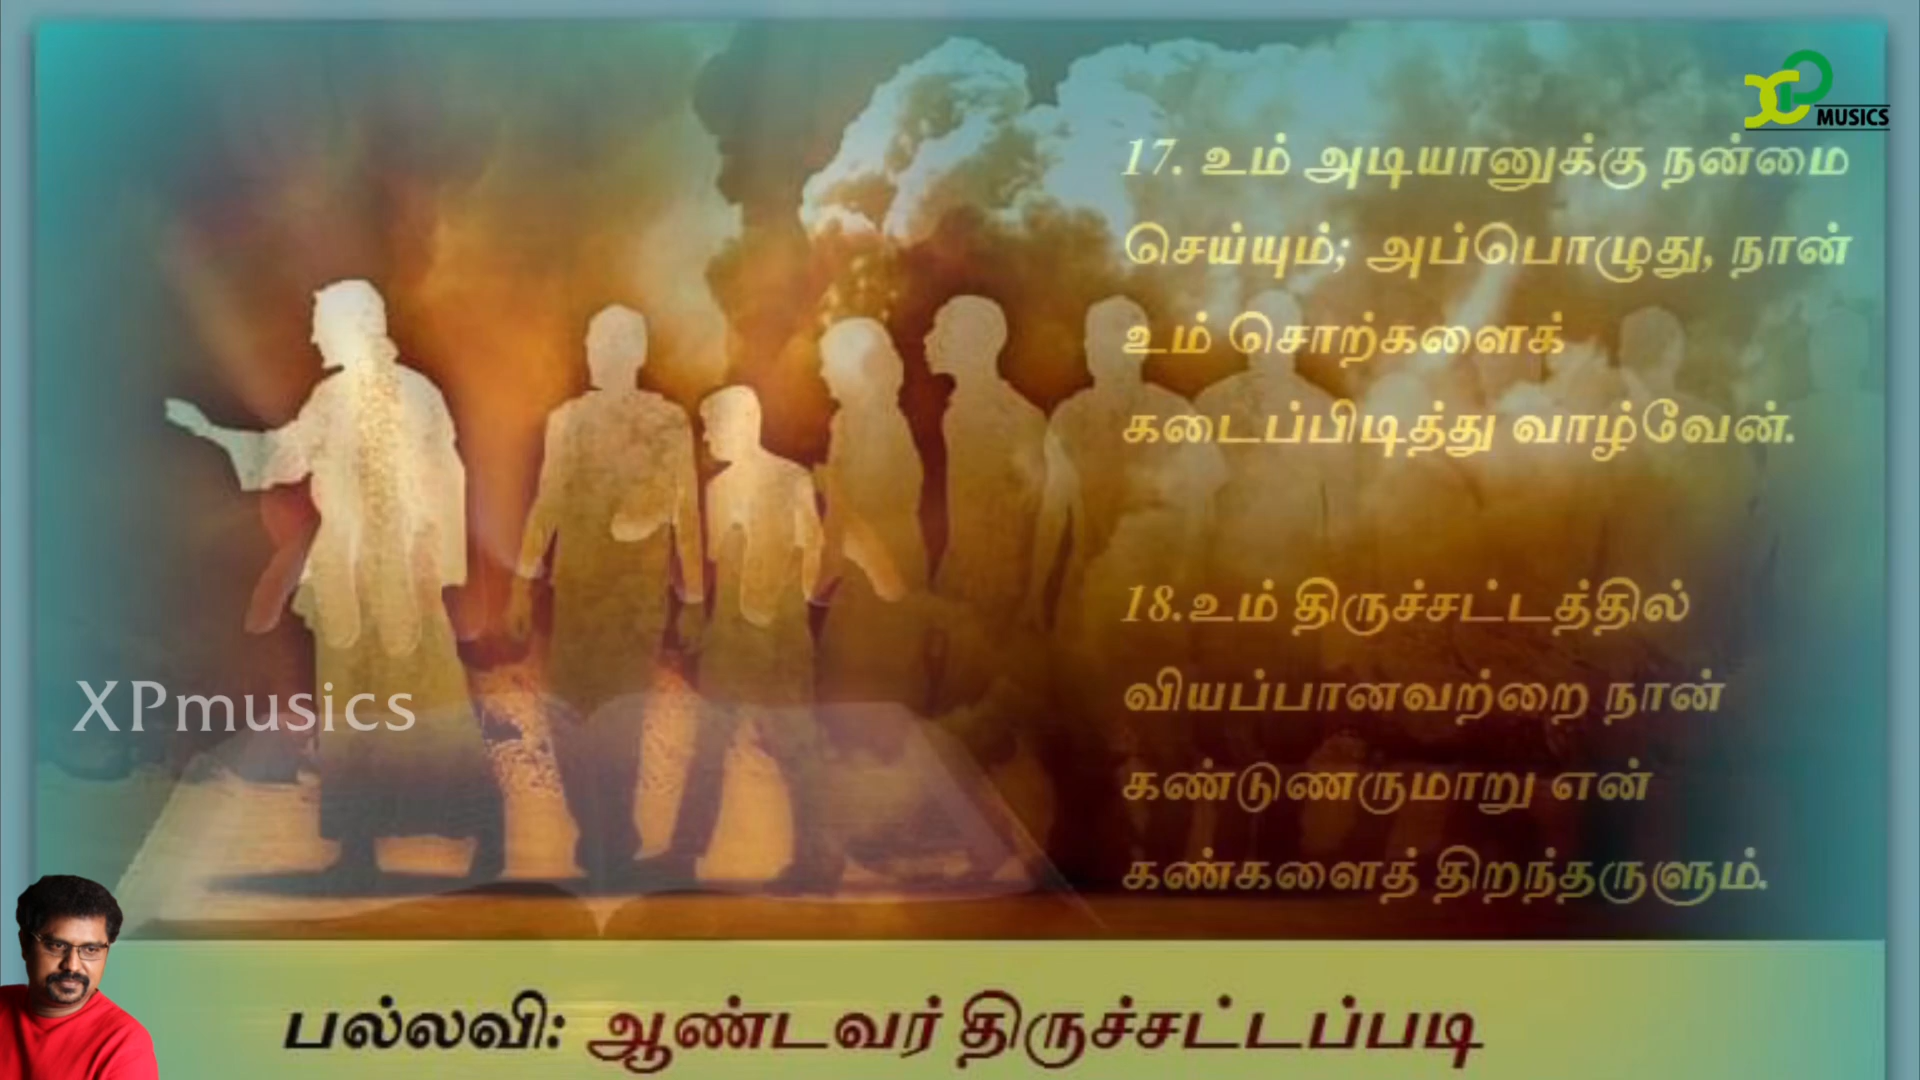 XP MUSICS
17. உம் அடியானுக்கு நன்மை
செய்யும்; அப்பொழுது, நான்
உம் சொற்களைக்
கடைப்பிடித்து வாழ்வேன்.
18.உம் திருச்சட்டத்தில்
வியப்பானவற்றை நான்
கண்டுணருமாறு என்
கண்களைத் திறந்தருளும்.
XPmusics
பல்லவி: ஆண்டவர் திருச்சட்டப்படி